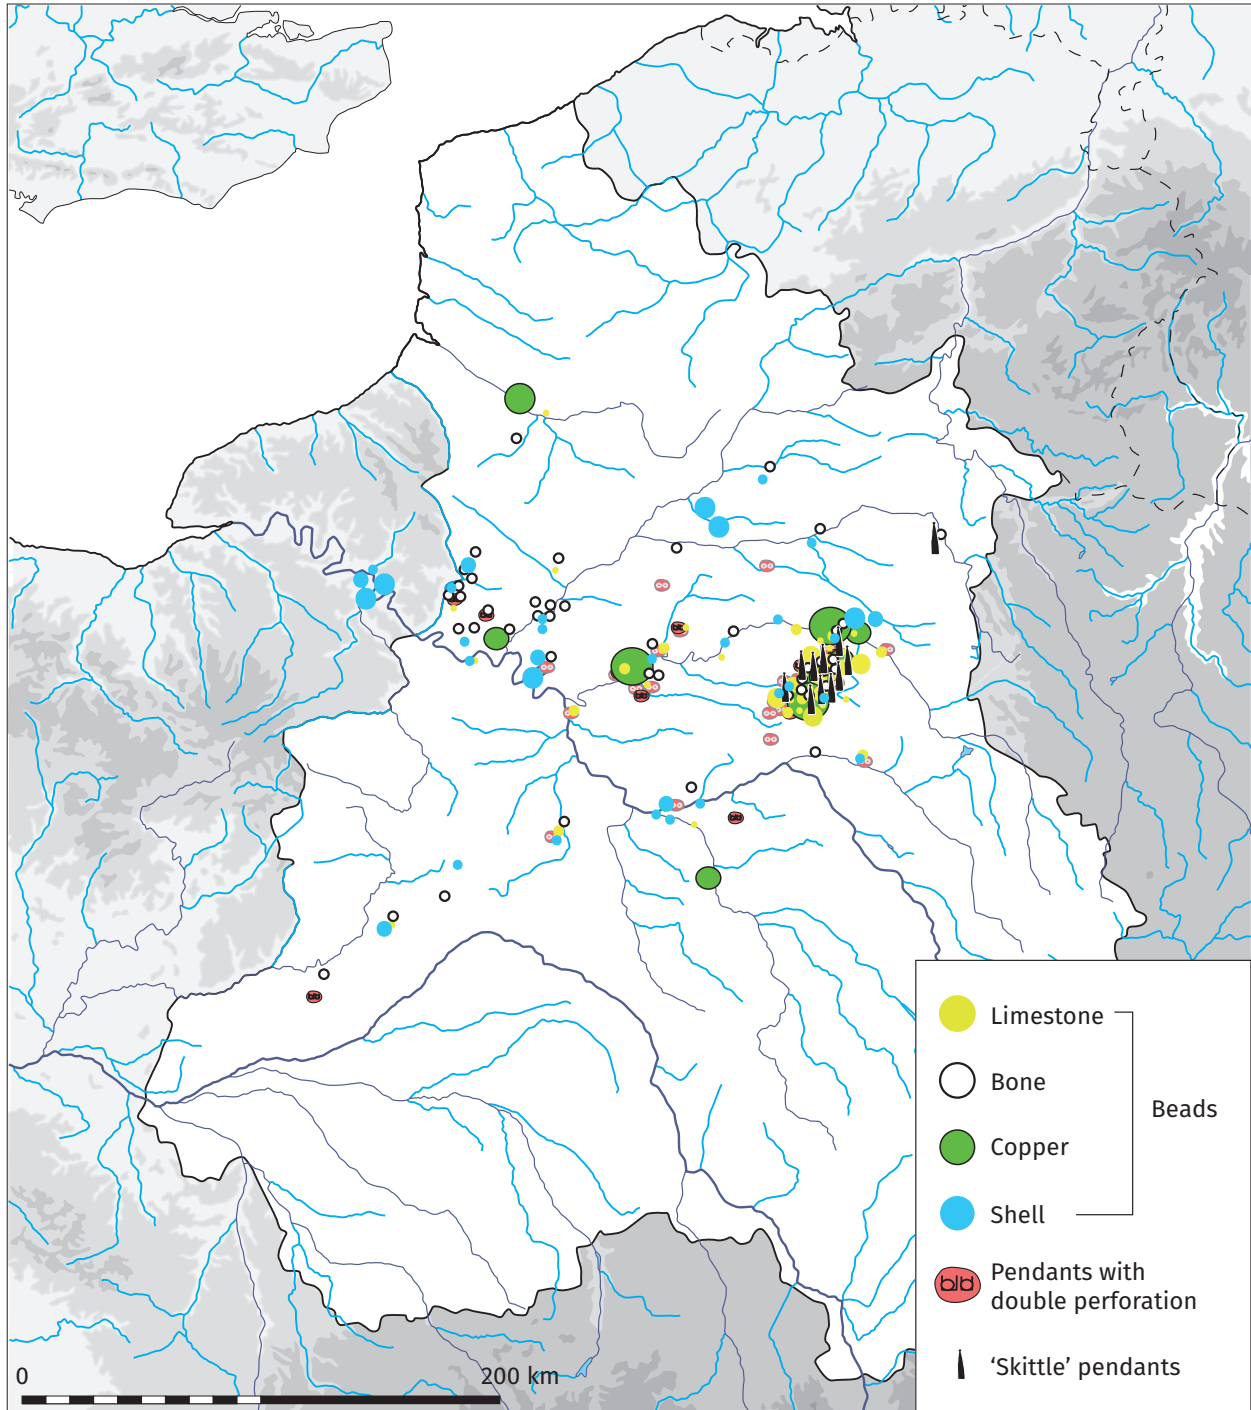 Limestone
Bone
Beads
Copper
Shell
Pendants with
double perforation
‘Skittle’ pendants
0
200 km